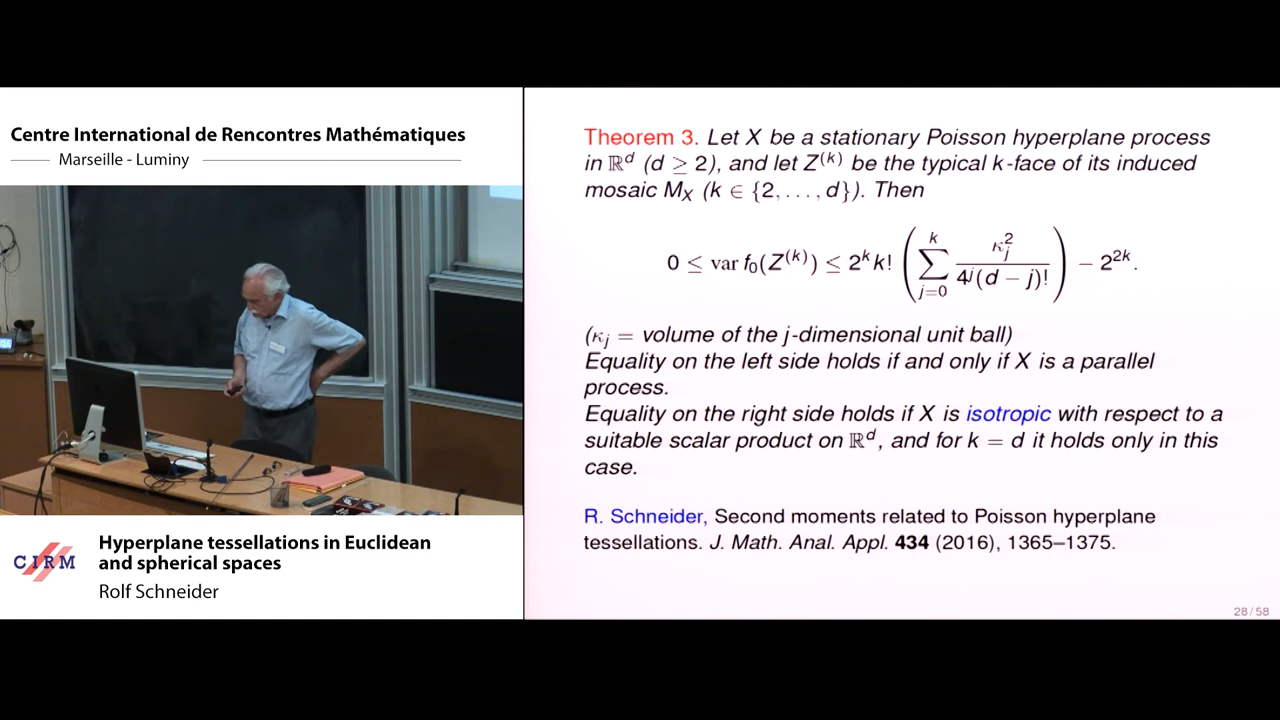 Centre International de Rencontres Mathématiques
Marseille - Luminy
CIRM
Hyperplane tessellations in Euclidean
and spherical spaces
Rolf Schneider
Theorem 3. Let X be a stationary Poisson hyperplane process
in ℝ^d (d ≥ 2), and let Z^(k) be the typical k-face of its induced
mosaic M_X (k ∈ {2, . . . , d}). Then
0 ≤ var f_0(Z^(k)) ≤ 2^k k! ( ∑_{j=0}^{k} κ_j^2 / (4^j (d − j)!) ) − 2^{2k}.
(κ_j = volume of the j-dimensional unit ball)
Equality on the left side holds if and only if X is a parallel
process.
Equality on the right side holds if X is isotropic with respect to a
suitable scalar product on ℝ^d, and for k = d it holds only in this
case.
R. Schneider, Second moments related to Poisson hyperplane
tessellations. J. Math. Anal. Appl. 434 (2016), 1365–1375.
28 / 58